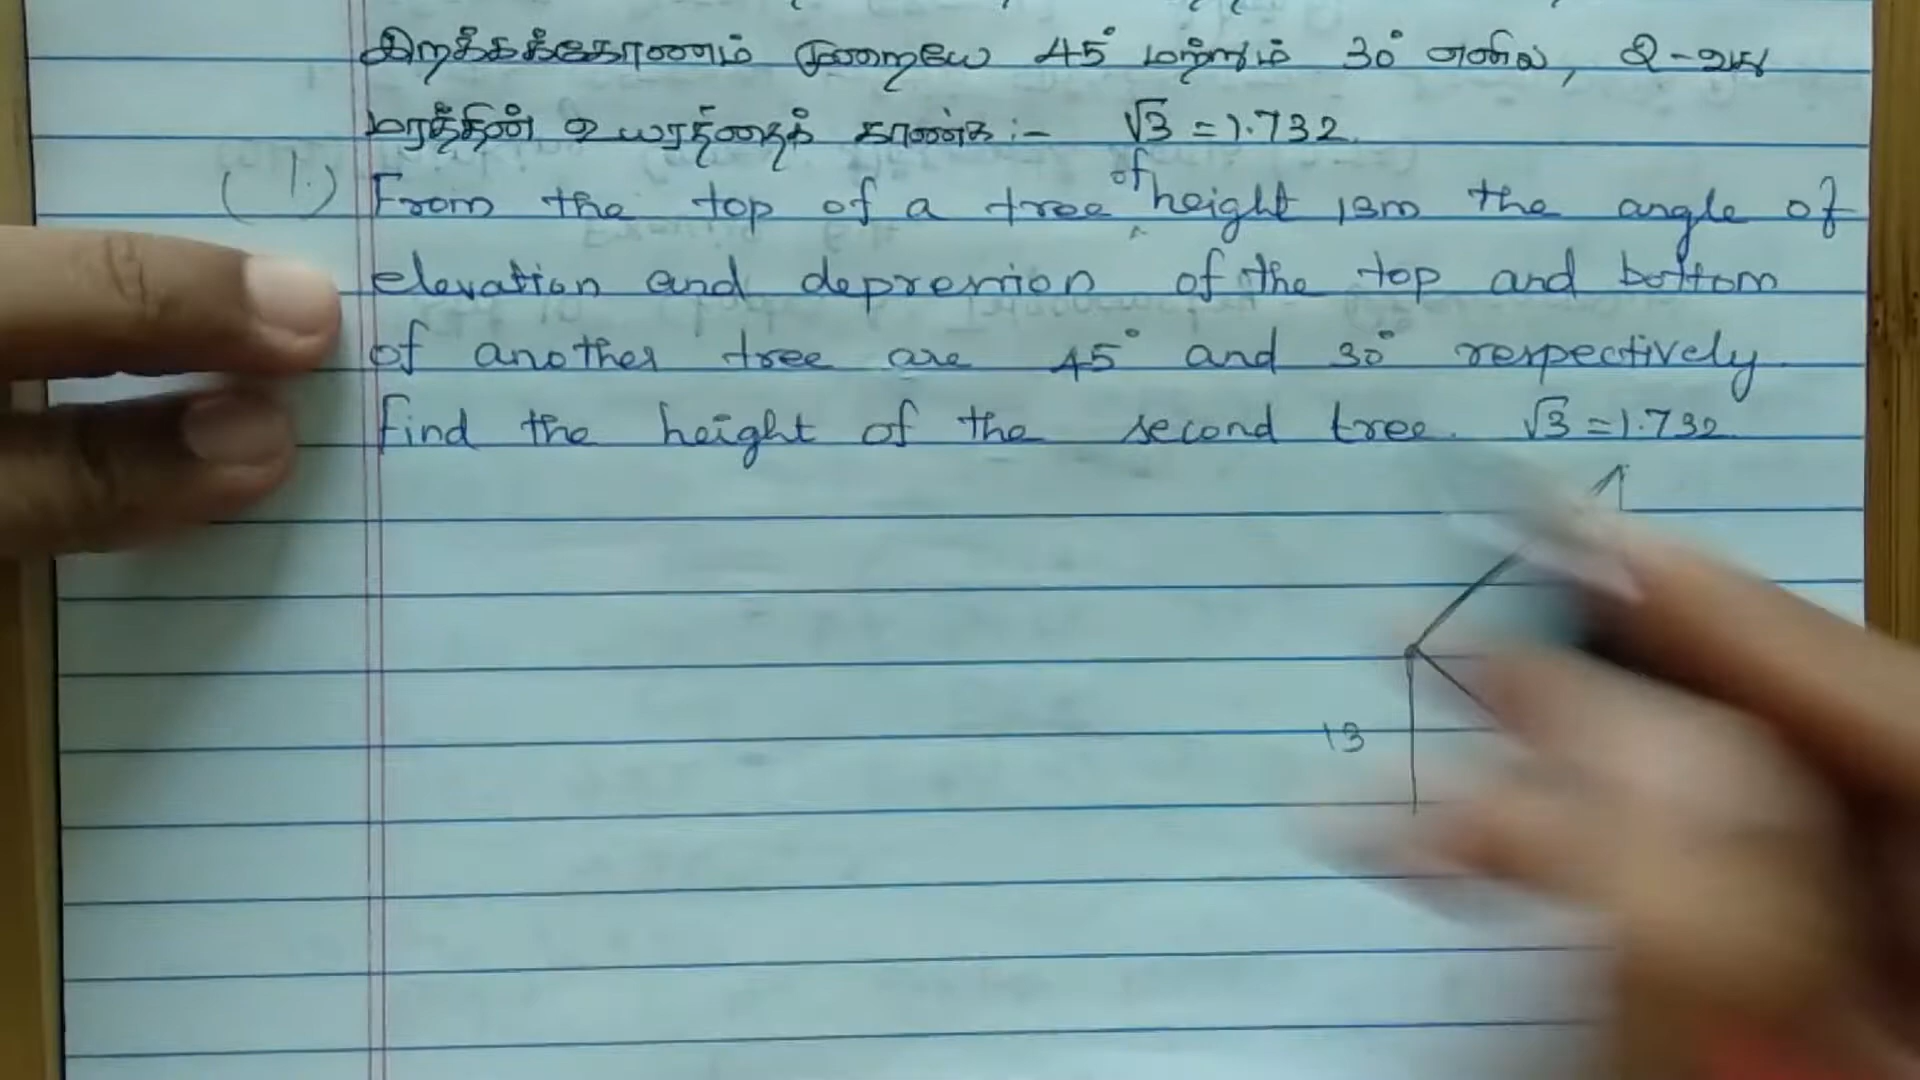 இறக்கக்கோணம் முறையே 45° மற்றும் 30° எனில், 2-வது
மரத்தின் உயரத்தைக் காண்க :- √3 = 1.732
(1.) From the top of a tree of height 13m the angle of
elevation and depression of the top and bottom
of another tree are 45° and 30° respectively
find the height of the second tree. √3 = 1.732
13